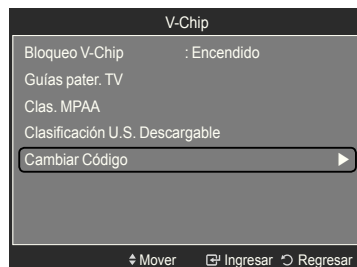 V-Chip
Bloqueo V-Chip : Encendido
Guías pater. TV
Clas. MPAA
Clasificación U.S. Descargable
Cambiar Código
Mover Ingresar Regresar